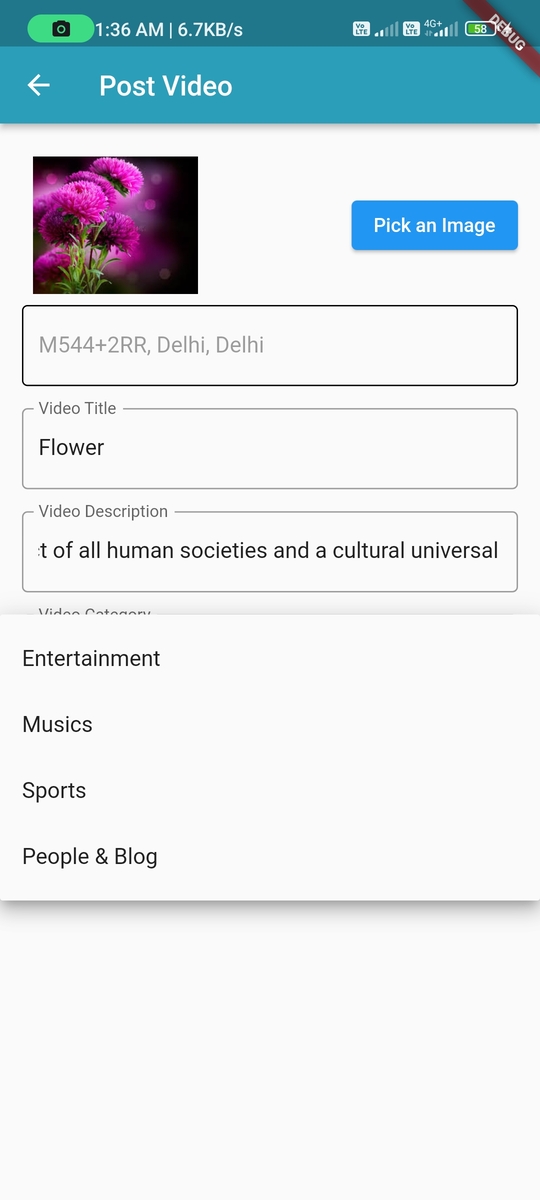 1:36 AM | 6.7KB/s
Vo LTE
Vo LTE
4G+
58
DEBUG
Post Video
Pick an Image
M544+2RR, Delhi, Delhi
Video Title
Flower
Video Description
t of all human societies and a cultural universal
Video Category
Entertainment
Musics
Sports
People & Blog